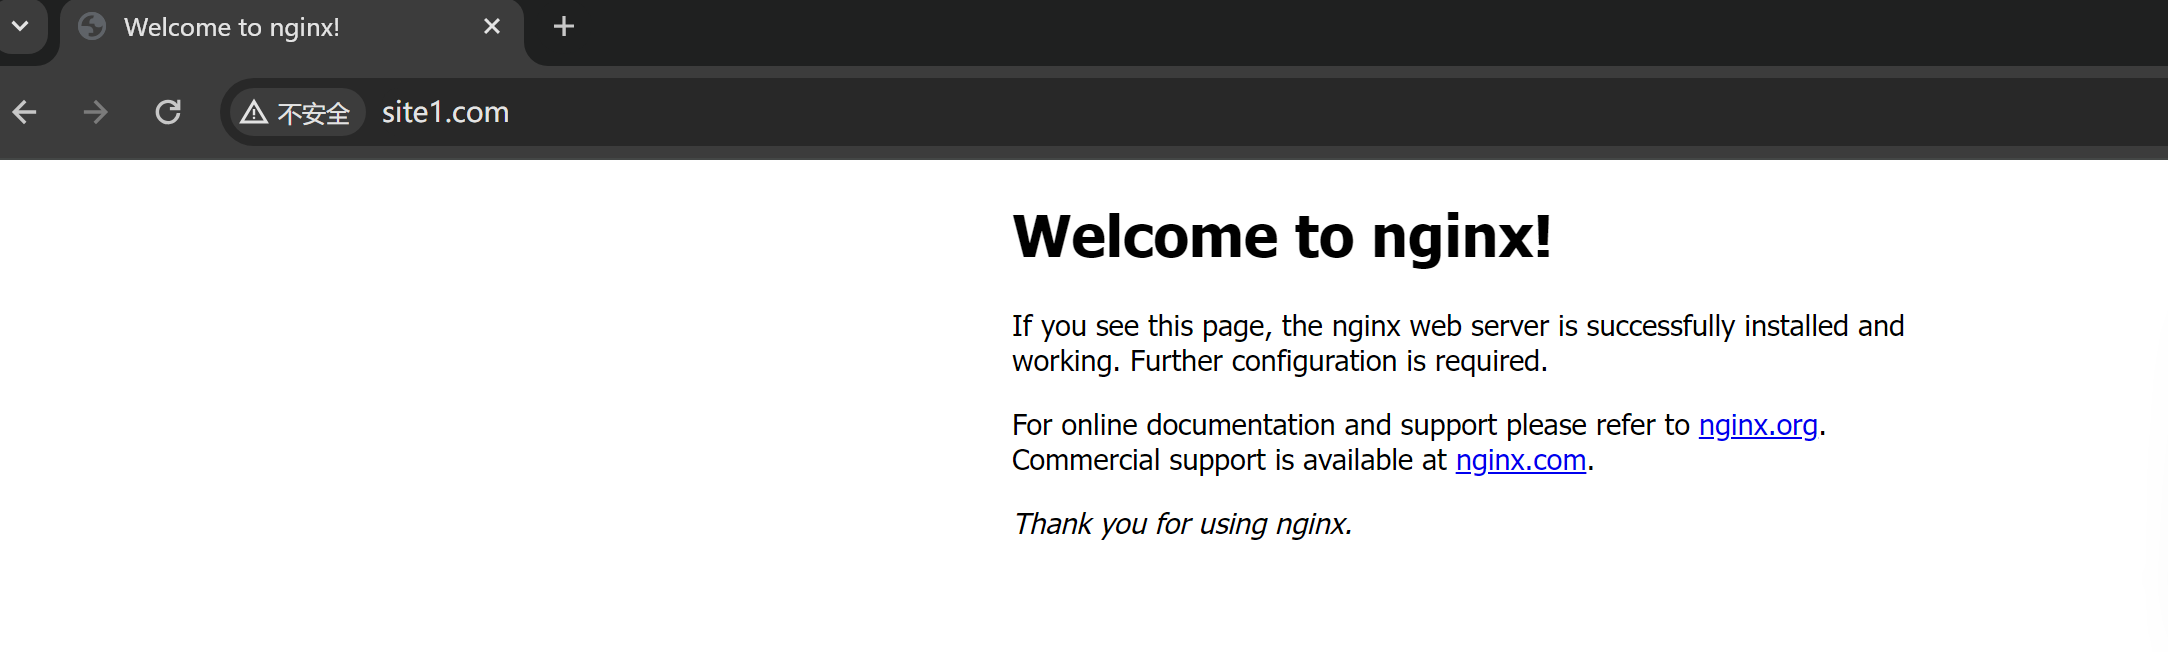 Welcome to nginx!
不安全 site1.com
Welcome to nginx!
If you see this page, the nginx web server is successfully installed and
working. Further configuration is required.
For online documentation and support please refer to nginx.org.
Commercial support is available at nginx.com.
Thank you for using nginx.